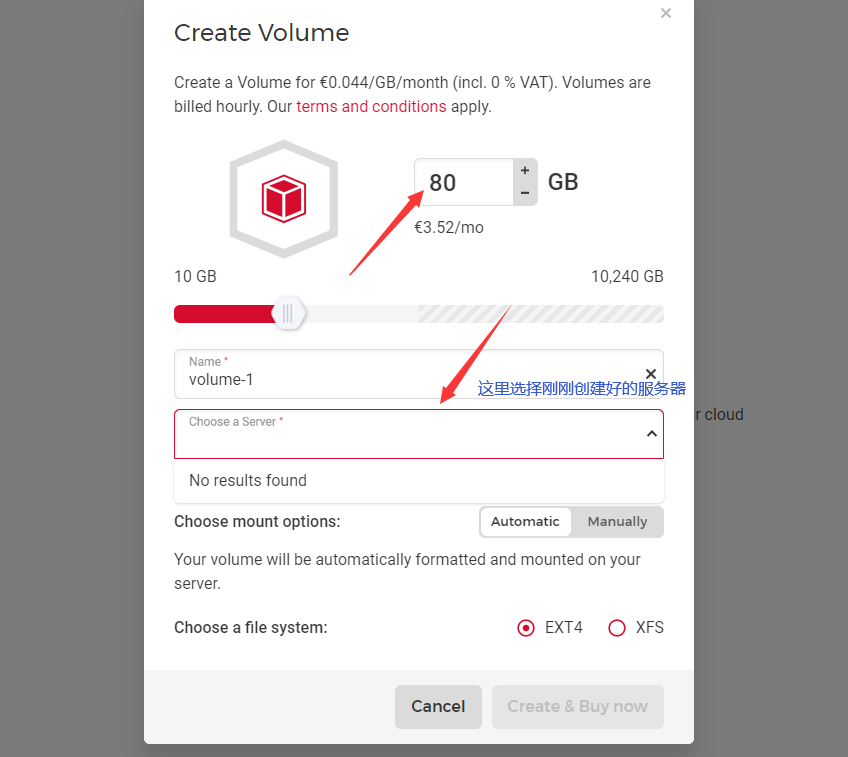 ×
Create Volume
Create a Volume for €0.044/GB/month (incl. 0 % VAT). Volumes are
billed hourly. Our terms and conditions apply.
80
+
−
GB
€3.52/mo
10 GB
10,240 GB
Name *
volume-1
×
这里选择刚刚创建好的服务器
Choose a Server *
r cloud
No results found
Choose mount options:
Automatic
Manually
Your volume will be automatically formatted and mounted on your
server.
Choose a file system:
EXT4
XFS
Cancel
Create & Buy now